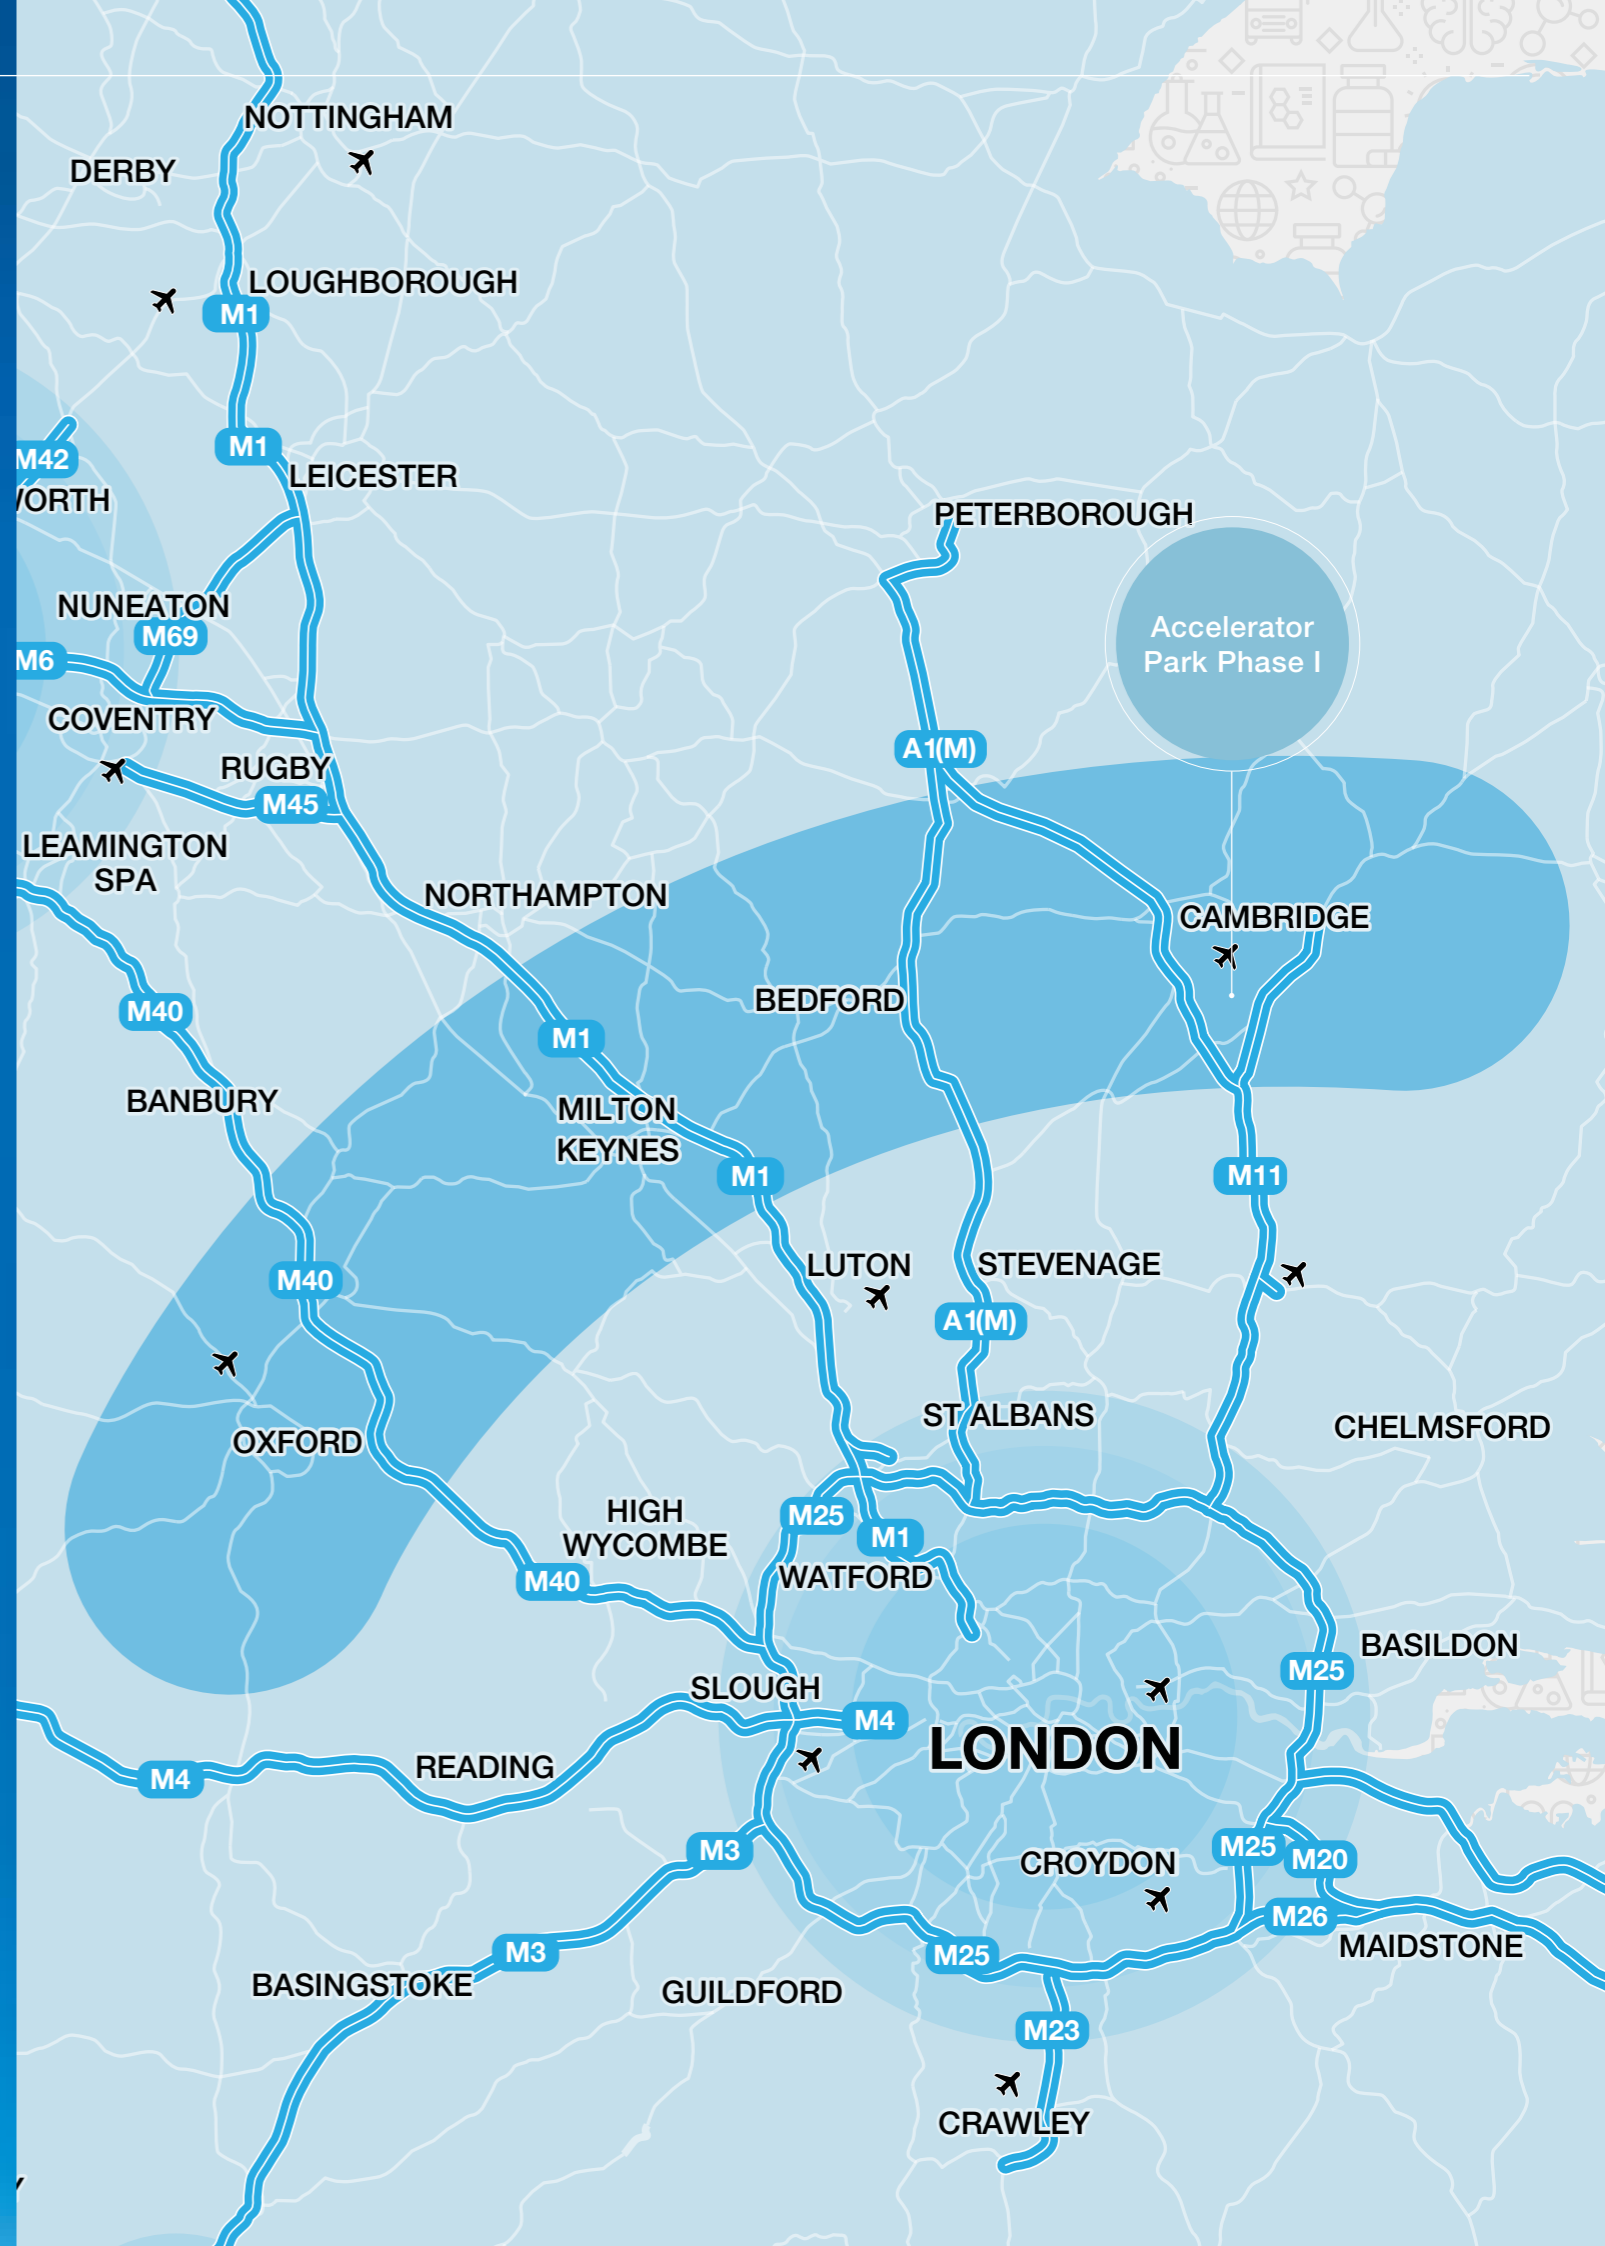 NOTTINGHAM
DERBY
LOUGHBOROUGH
M1
M1
M42
LEICESTER
WORTH
PETERBOROUGH
NUNEATON
M69
Accelerator
Park Phase I
M6
COVENTRY
A1(M)
RUGBY
M45
LEAMINGTON
SPA
NORTHAMPTON
CAMBRIDGE
BEDFORD
M40
M1
BANBURY
MILTON
KEYNES
M1
M11
LUTON
STEVENAGE
M40
A1(M)
ST ALBANS
CHELMSFORD
OXFORD
HIGH
WYCOMBE
M25
M1
WATFORD
M40
BASILDON
M25
SLOUGH
M4
LONDON
READING
M4
M3
M25
M20
CROYDON
M26
MAIDSTONE
M3
M25
BASINGSTOKE
GUILDFORD
M23
CRAWLEY